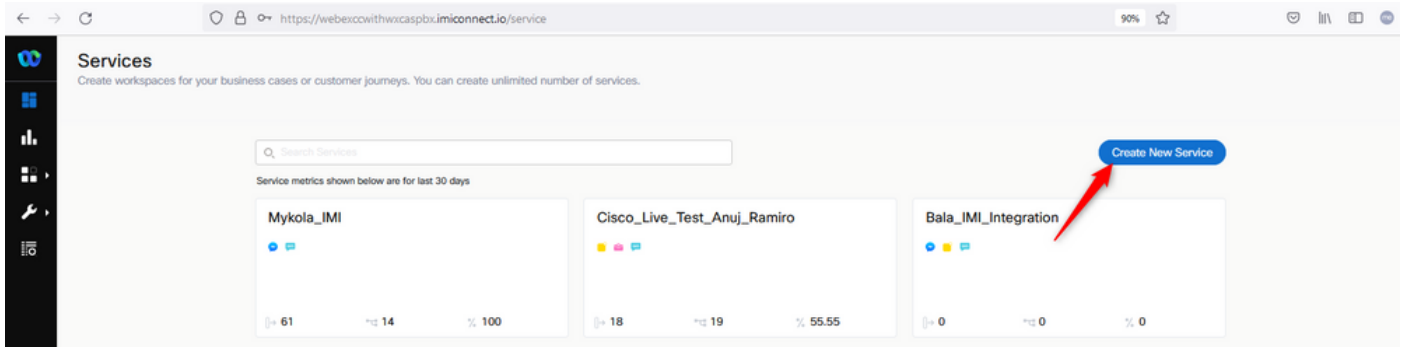 https://webexccwithwxcaspbx.imiconnect.io/service
90%
Services
Create workspaces for your business cases or customer journeys. You can create unlimited number of services.
Search Services
Create New Service
Service metrics shown below are for last 30 days
Mykola_IMI
Cisco_Live_Test_Anuj_Ramiro
Bala_IMI_Integration
61 14 % 100
18 19 % 55.55
0 0 % 0